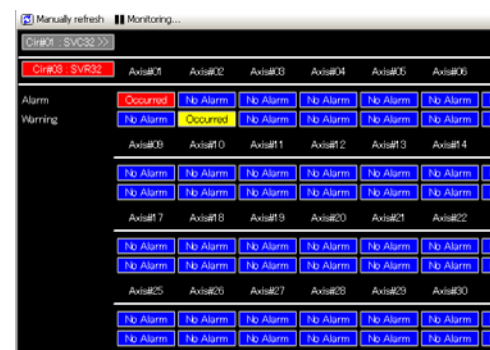 Manually refresh Monitoring...
Cir#01 : SVC32 >>
Cir#03 : SVR32 Axis#01 Axis#02 Axis#03 Axis#04 Axis#05 Axis#06
Alarm Occurred No Alarm No Alarm No Alarm No Alarm No Alarm
Warning No Alarm Occurred No Alarm No Alarm No Alarm No Alarm
Axis#09 Axis#10 Axis#11 Axis#12 Axis#13 Axis#14
No Alarm No Alarm No Alarm No Alarm No Alarm No Alarm
No Alarm No Alarm No Alarm No Alarm No Alarm No Alarm
Axis#17 Axis#18 Axis#19 Axis#20 Axis#21 Axis#22
No Alarm No Alarm No Alarm No Alarm No Alarm No Alarm
No Alarm No Alarm No Alarm No Alarm No Alarm No Alarm
Axis#25 Axis#26 Axis#27 Axis#28 Axis#29 Axis#30
No Alarm No Alarm No Alarm No Alarm No Alarm No Alarm
No Alarm No Alarm No Alarm No Alarm No Alarm No Alarm